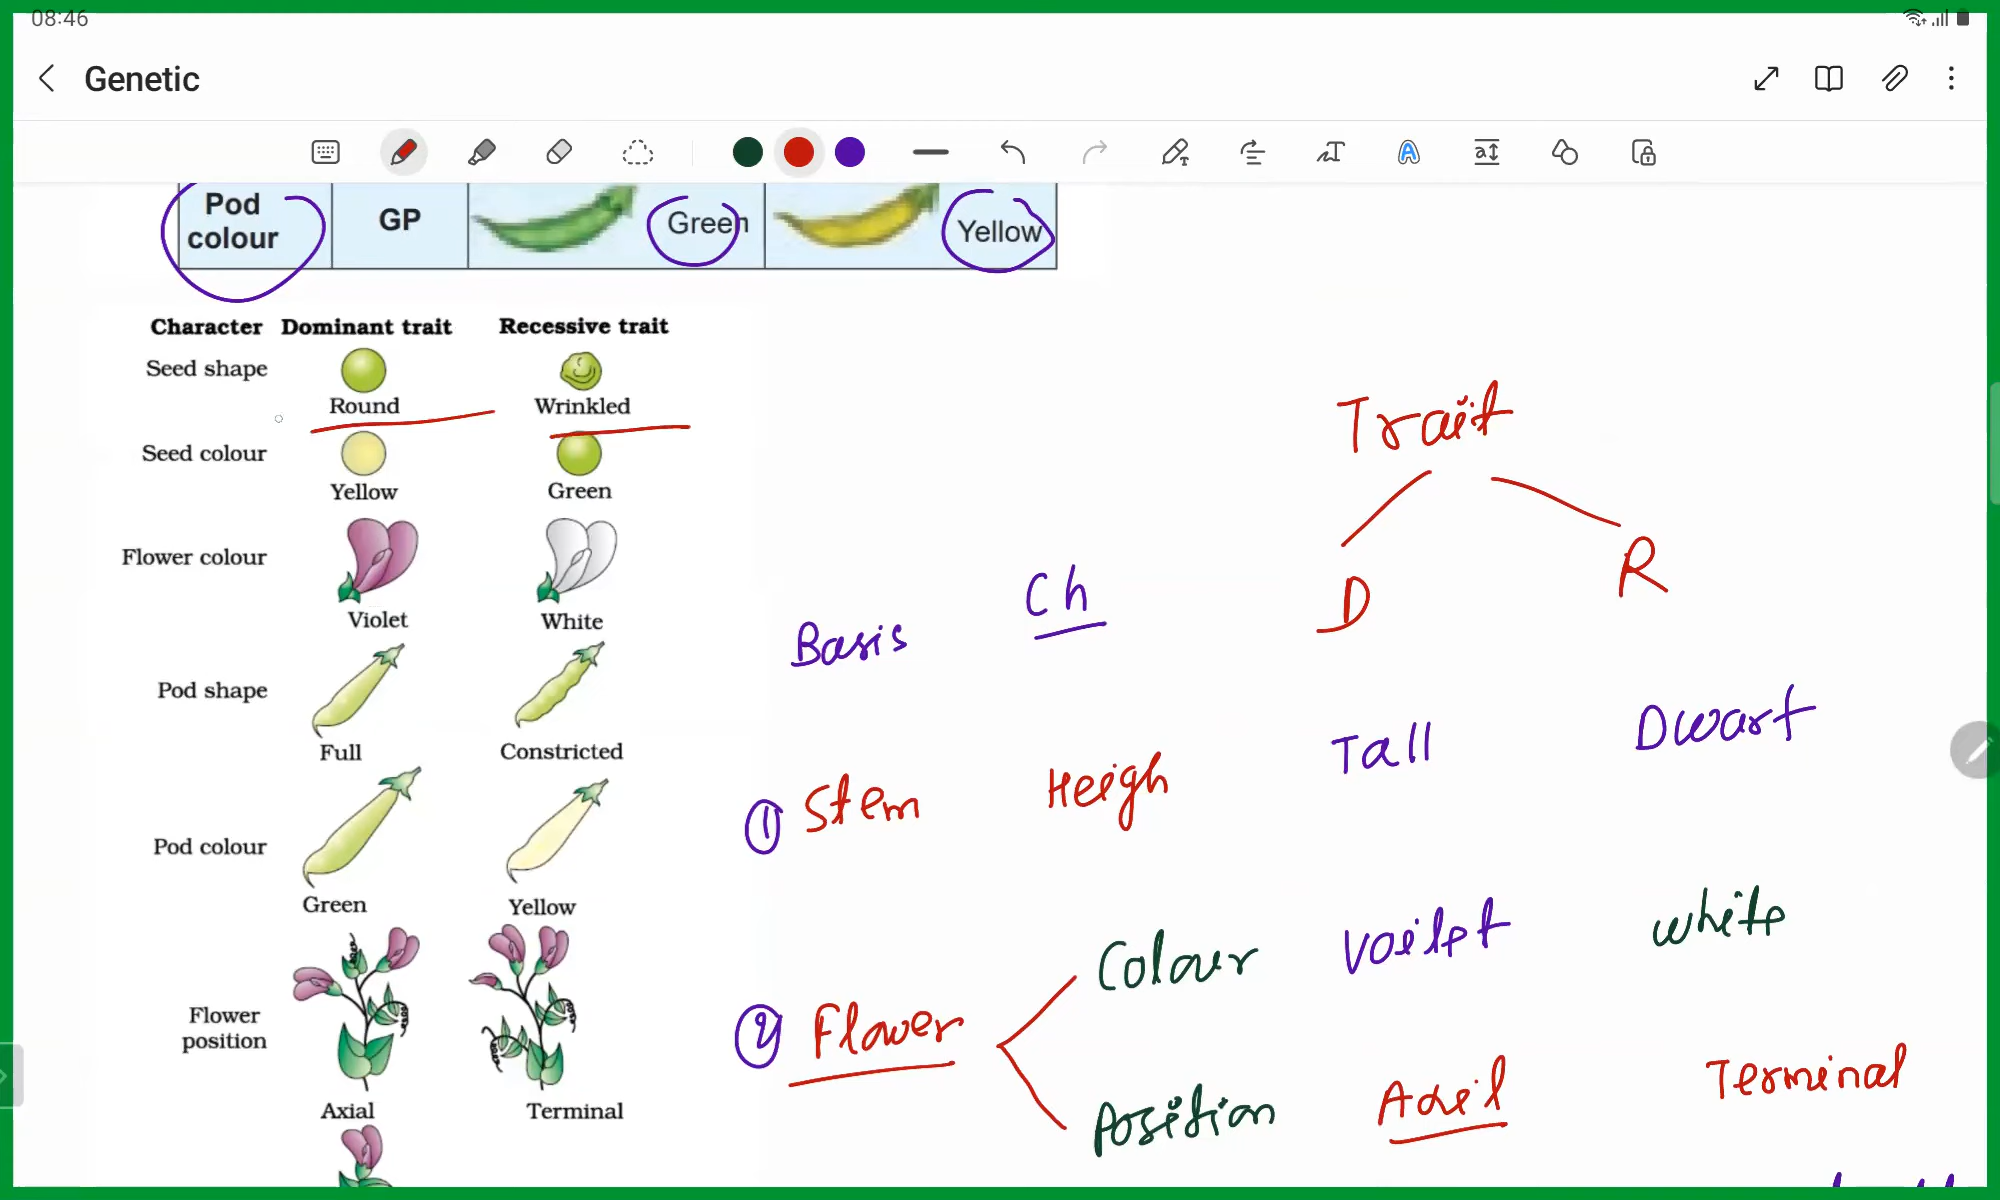 08:46
Genetic
Pod colour GP Green Yellow
Character Dominant trait Recessive trait
Seed shape
Round Wrinkled
Seed colour
Yellow Green
Flower colour
Violet White
Pod shape
Full Constricted
Pod colour
Green Yellow
Flower position
Axial Terminal
Trait
D R
Basis Ch
① Stem Heigh Tall Dwarf
② Flower Colour Voilet White
Position Axil Terminal